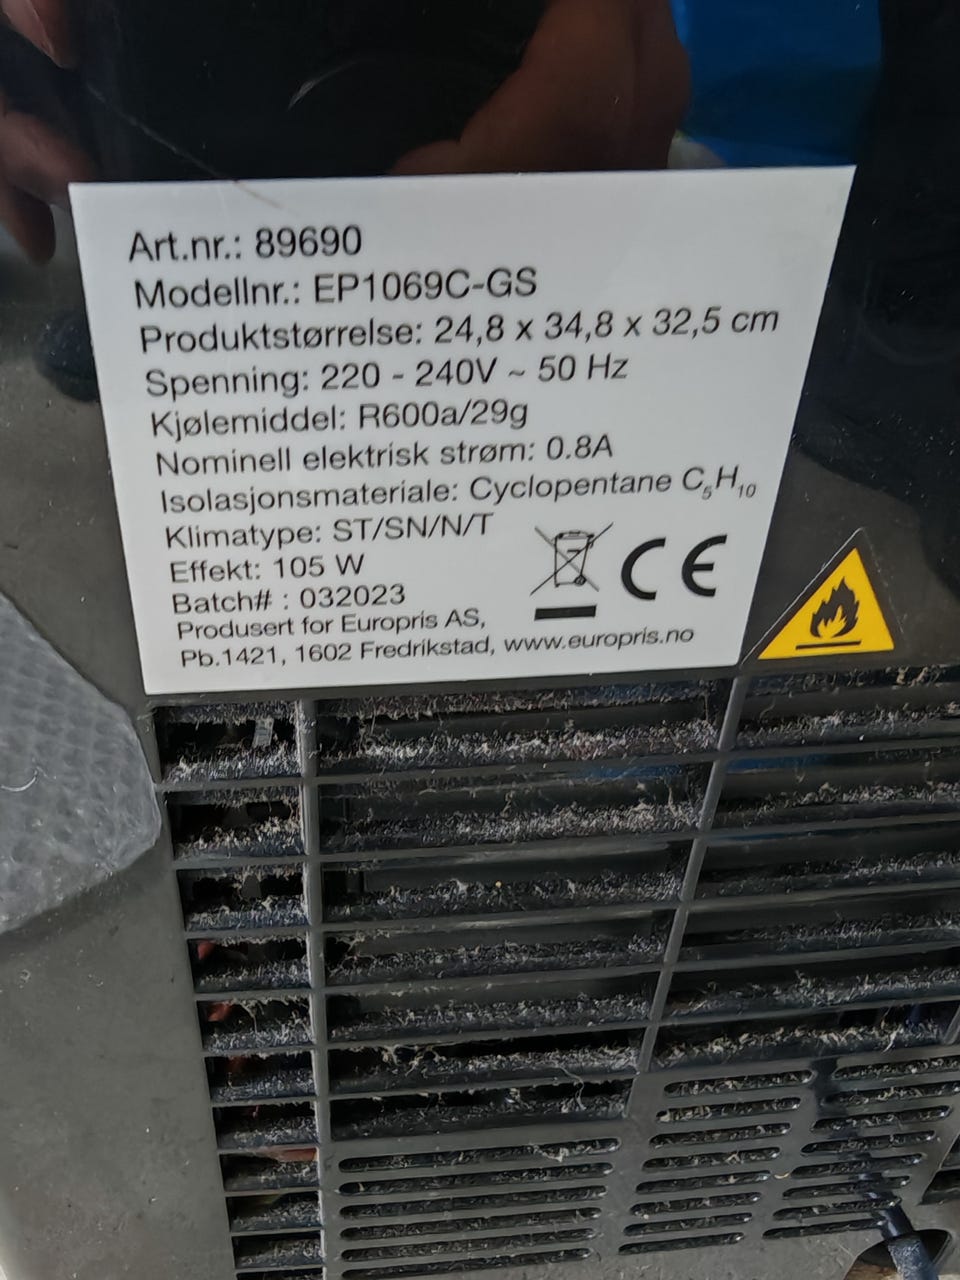 Art.nr.: 89690
Modellnr.: EP1069C-GS
Produktstørrelse: 24,8 x 34,8 x 32,5 cm
Spenning: 220 - 240V ~ 50 Hz
Kjølemiddel: R600a/29g
Nominell elektrisk strøm: 0.8A
Isolasjonsmateriale: Cyclopentane C₅H₁₀
Klimatype: ST/SN/N/T
Effekt: 105 W
Batch# : 032023
Produsert for Europris AS,
Pb.1421, 1602 Fredrikstad, www.europris.no
CE